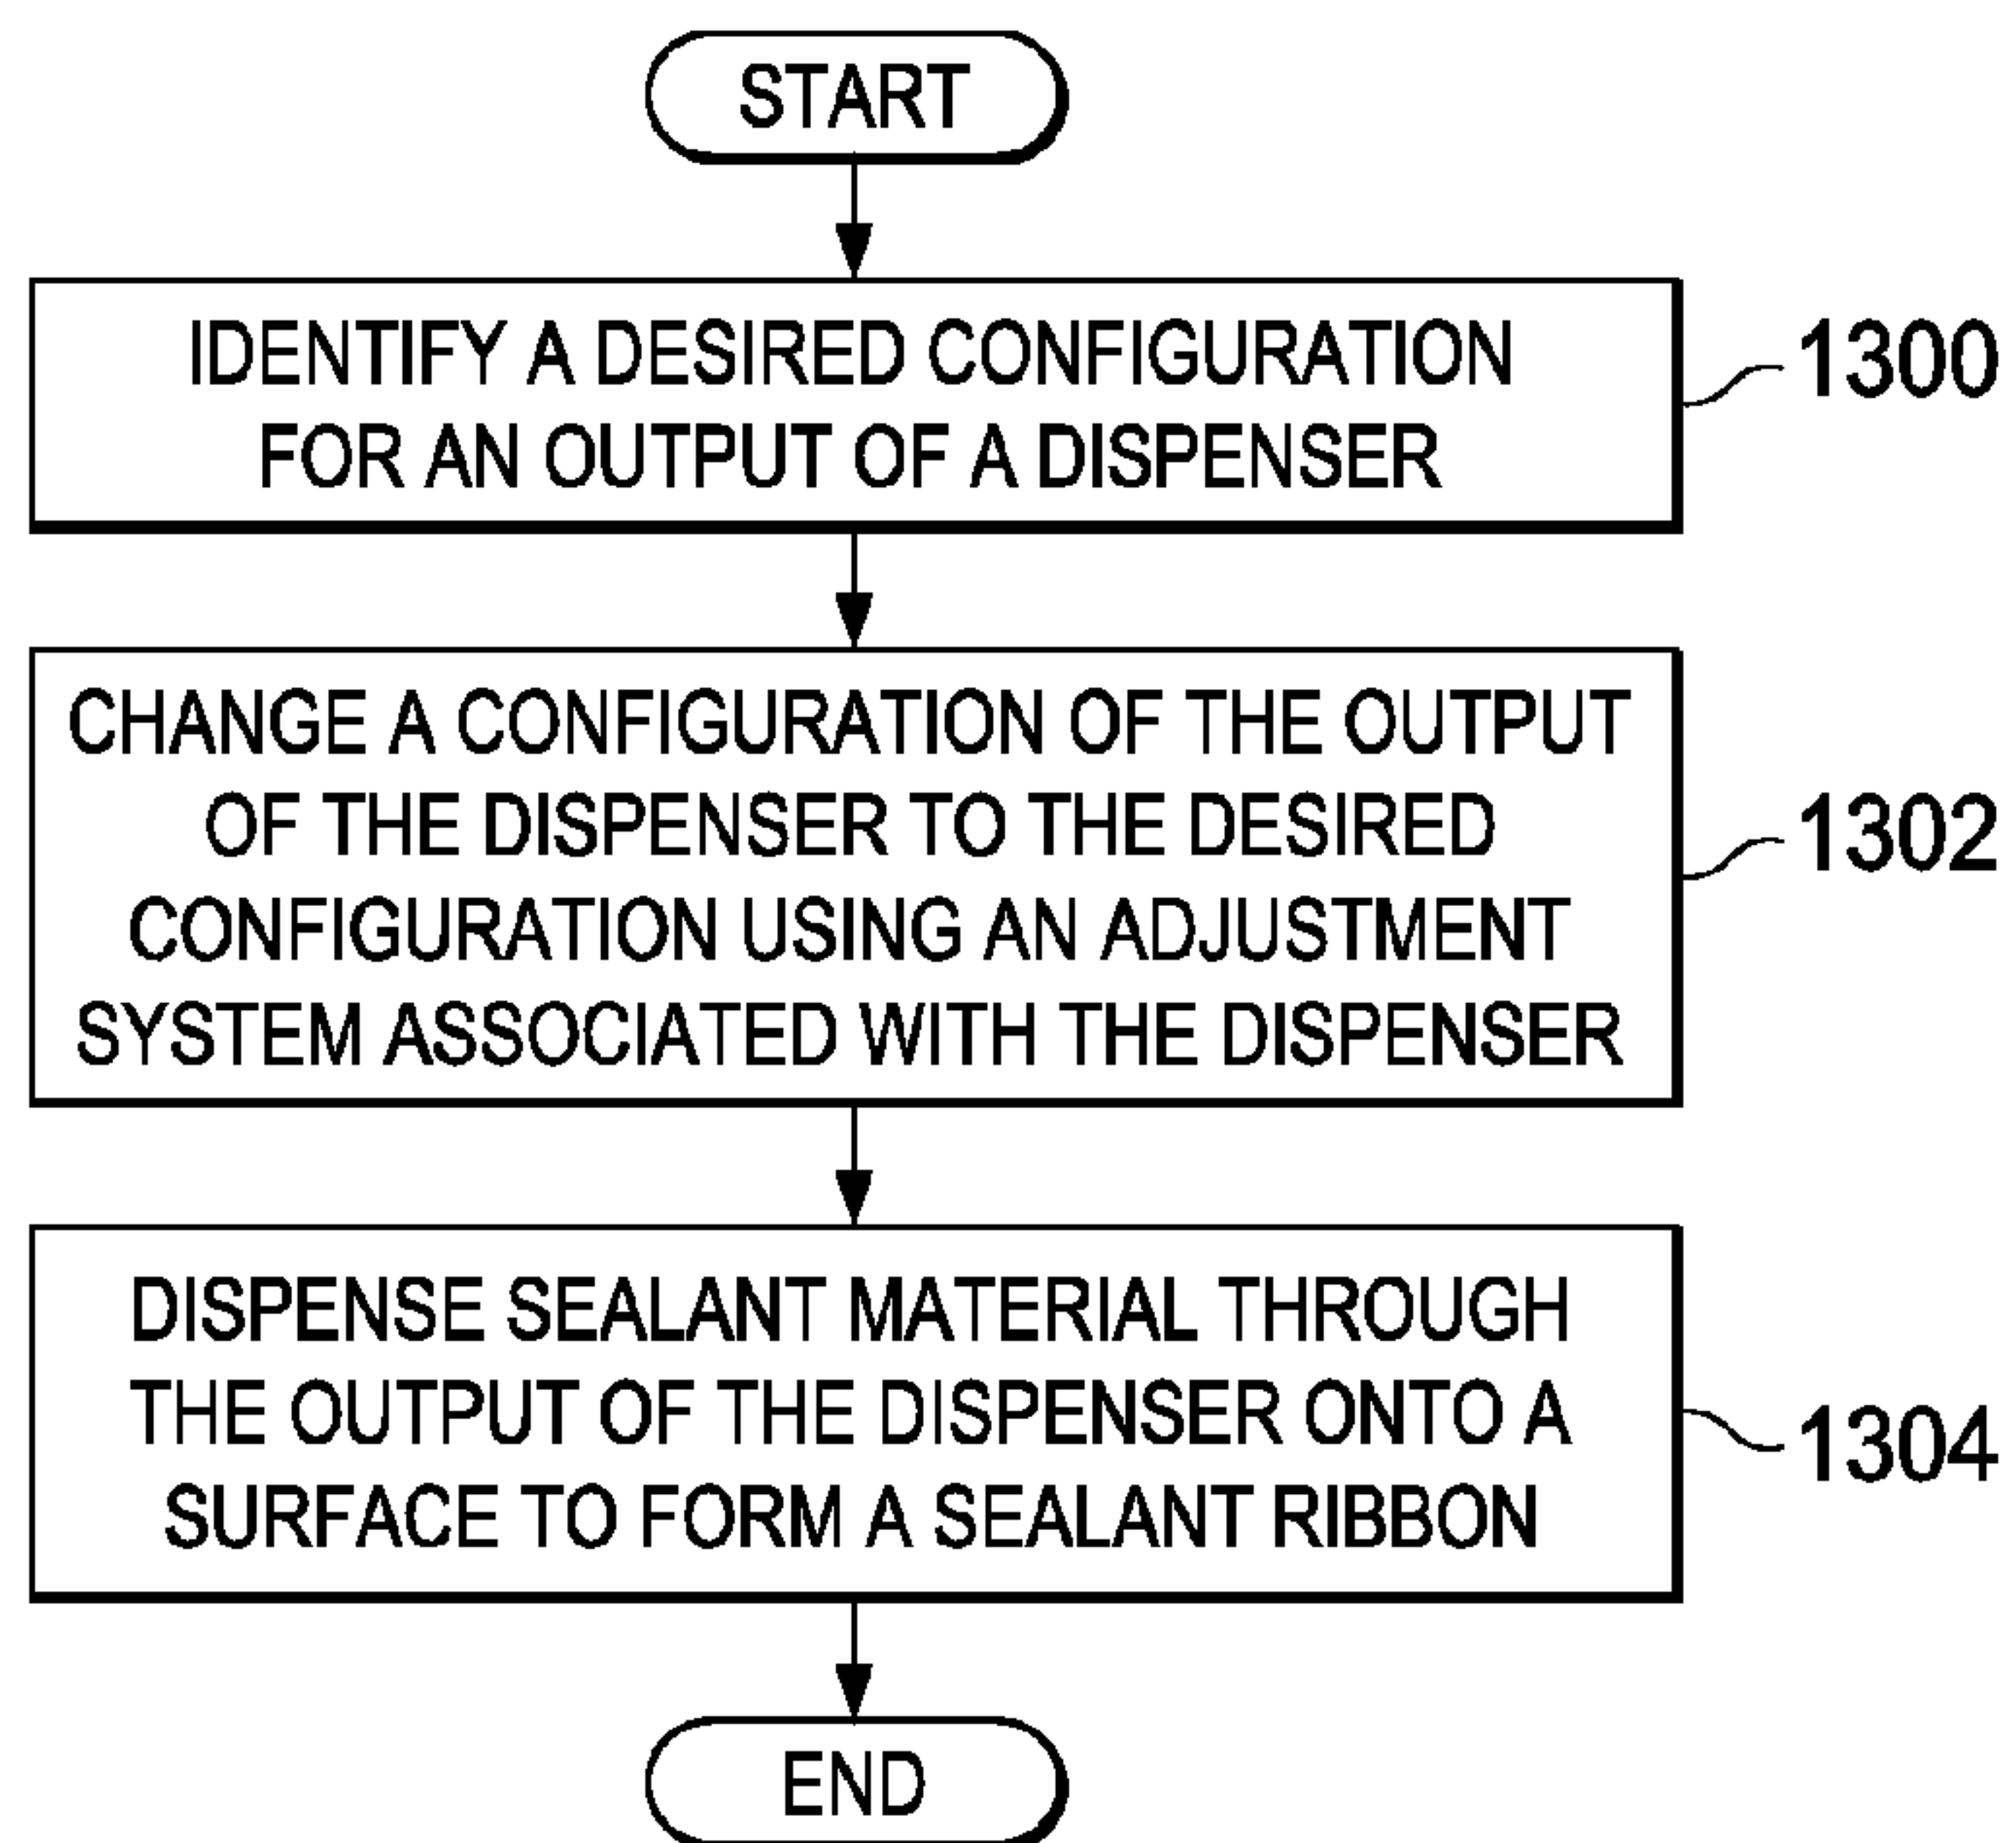 START
IDENTIFY A DESIRED CONFIGURATION
FOR AN OUTPUT OF A DISPENSER
1300
CHANGE A CONFIGURATION OF THE OUTPUT
OF THE DISPENSER TO THE DESIRED
CONFIGURATION USING AN ADJUSTMENT
SYSTEM ASSOCIATED WITH THE DISPENSER
1302
DISPENSE SEALANT MATERIAL THROUGH
THE OUTPUT OF THE DISPENSER ONTO A
SURFACE TO FORM A SEALANT RIBBON
1304
END